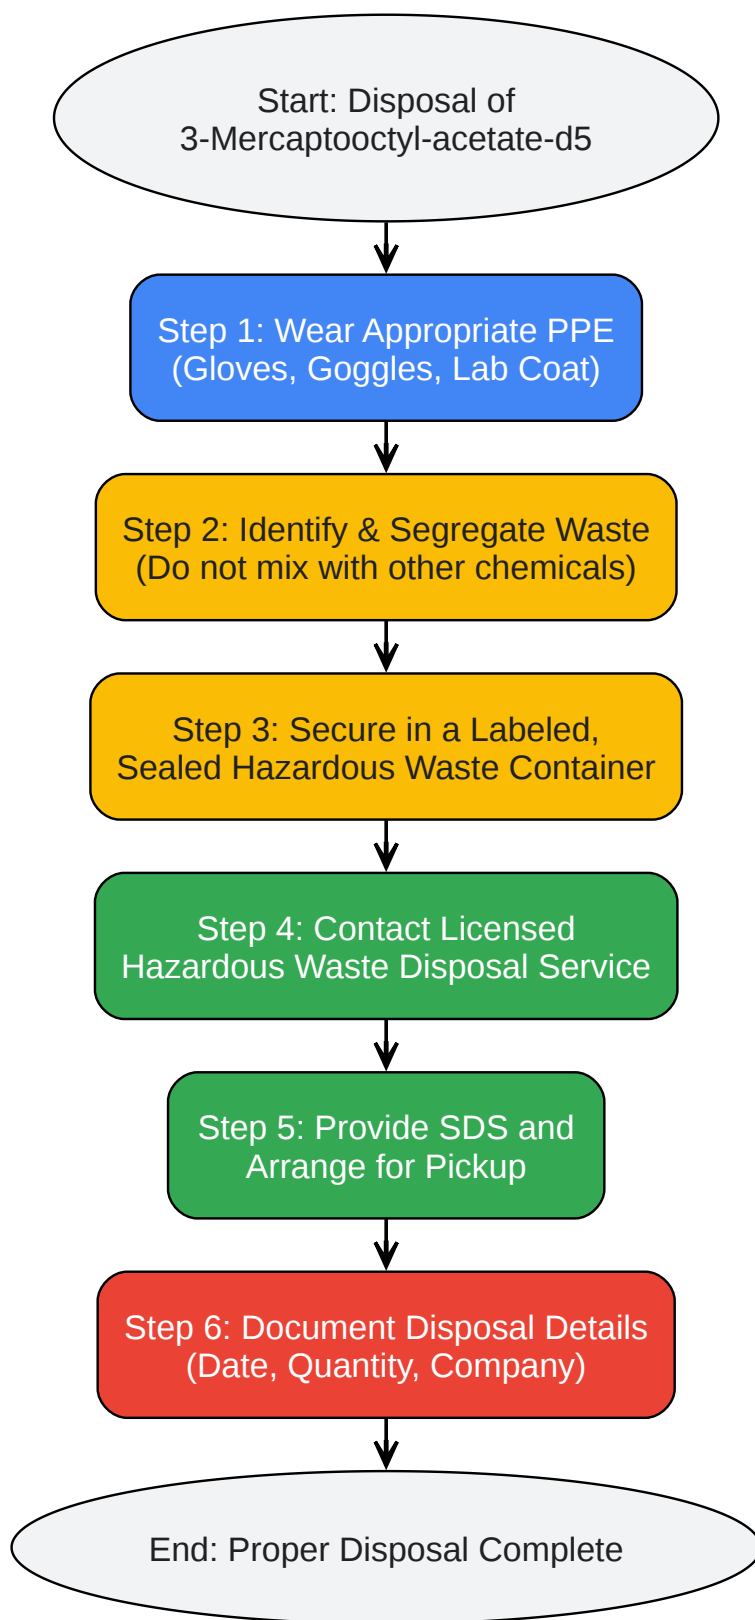 Start: Disposal of
3-Mercaptooctyl-acetate-d5
Step 1: Wear Appropriate PPE
(Gloves, Goggles, Lab Coat)
Step 2: Identify & Segregate Waste
(Do not mix with other chemicals)
Step 3: Secure in a Labeled,
Sealed Hazardous Waste Container
Step 4: Contact Licensed
Hazardous Waste Disposal Service
Step 5: Provide SDS and
Arrange for Pickup
Step 6: Document Disposal Details
(Date, Quantity, Company)
End: Proper Disposal Complete